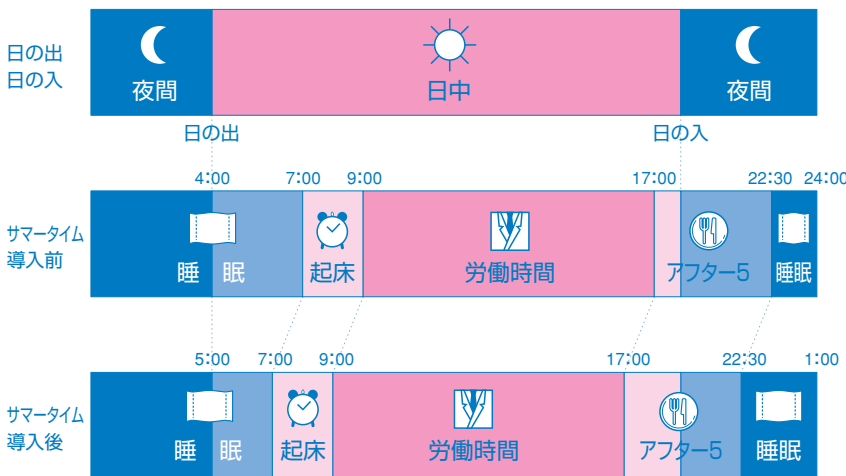 日の出
日の入
夜間
日中
夜間
日の出
日の入
4:00
7:00
9:00
17:00
22:30
24:00
サマータイム
導入前
睡眠
起床
労働時間
アフター5
睡眠
5:00
7:00
9:00
17:00
22:30
1:00
サマータイム
導入後
睡眠
起床
労働時間
アフター5
睡眠